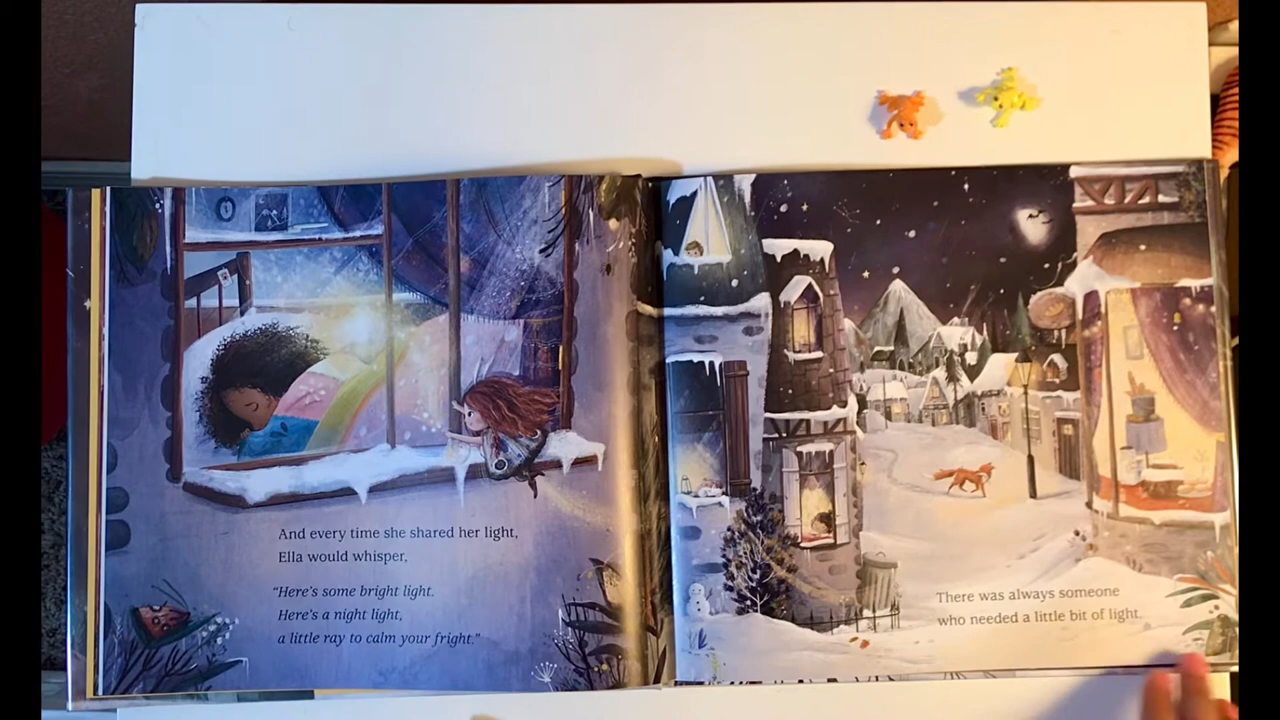 And every time she shared her light,
Ella would whisper,
“Here’s some bright light.
Here’s a night light,
a little ray to calm your fright.”
There was always someone
who needed a little bit of light.